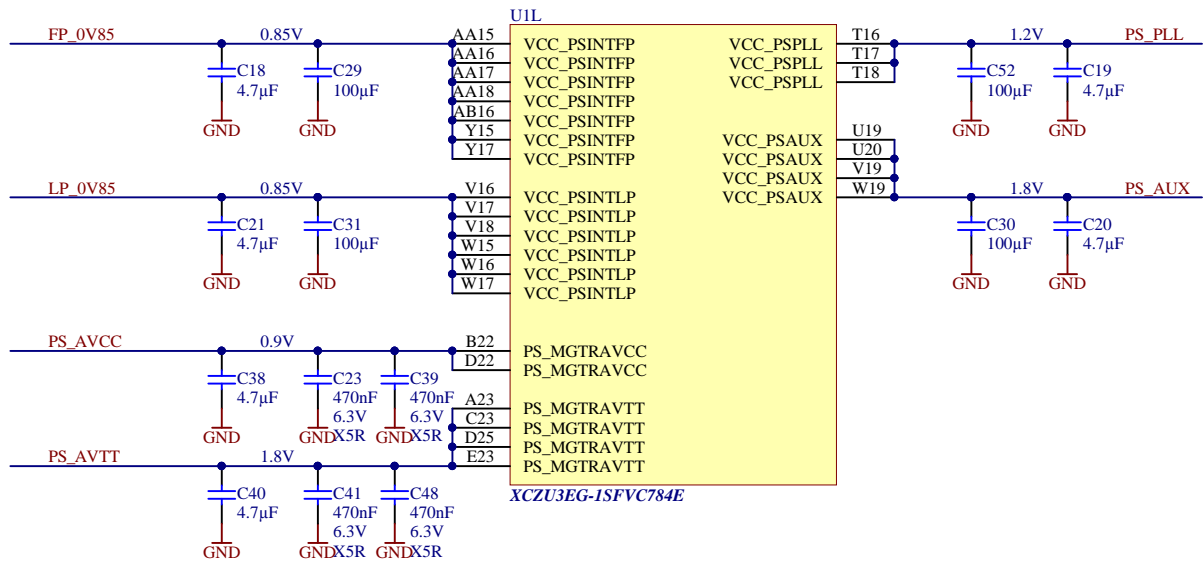 U1L
FP_0V85 0.85V AA15 VCC_PSINTFP VCC_PSPLL T16 1.2V PS_PLL
AA16 VCC_PSINTFP VCC_PSPLL T17
C18 C29 AA17 VCC_PSINTFP VCC_PSPLL T18 C52 C19
4.7µF 100µF AA18 VCC_PSINTFP 100µF 4.7µF
GND GND AB16 VCC_PSINTFP GND GND
Y15 VCC_PSINTFP VCC_PSAUX U19
Y17 VCC_PSINTFP VCC_PSAUX U20
VCC_PSAUX V19
LP_0V85 0.85V V16 VCC_PSINTLP VCC_PSAUX W19 1.8V PS_AUX
V17 VCC_PSINTLP
C21 C31 V18 VCC_PSINTLP C30 C20
4.7µF 100µF W15 VCC_PSINTLP 100µF 4.7µF
GND GND W16 VCC_PSINTLP GND GND
W17 VCC_PSINTLP
PS_AVCC 0.9V B22 PS_MGTRAVCC
D22 PS_MGTRAVCC
C38 C23 C39
4.7µF 470nF 470nF
A23 PS_MGTRAVTT
6.3V 6.3V
C23 PS_MGTRAVTT
GND GND X5R GND X5R
D25 PS_MGTRAVTT
PS_AVTT 1.8V E23 PS_MGTRAVTT
C40 C41 C48 XCZU3EG-1SFVC784E
4.7µF 470nF 470nF
6.3V 6.3V
GND GND X5R GND X5R